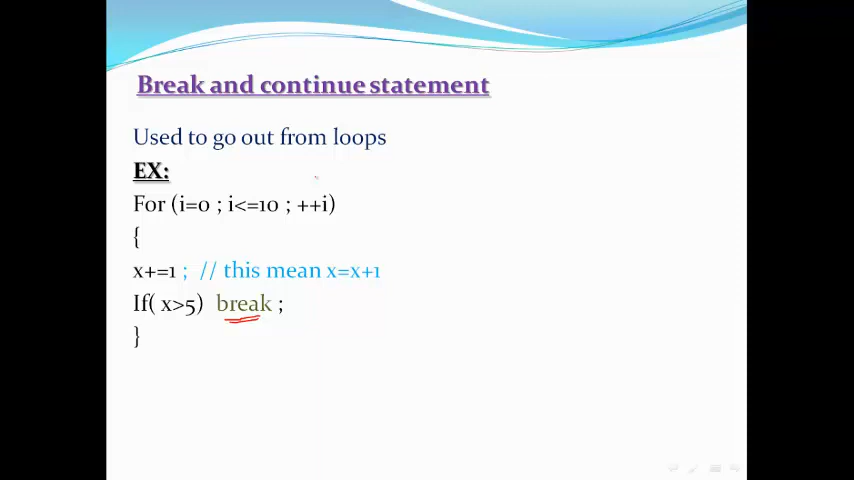 Break and continue statement
Used to go out from loops
EX:
For (i=0 ; i<=10 ; ++i)
{
x+=1 ;  // this mean x=x+1
If( x>5)  break ;
}